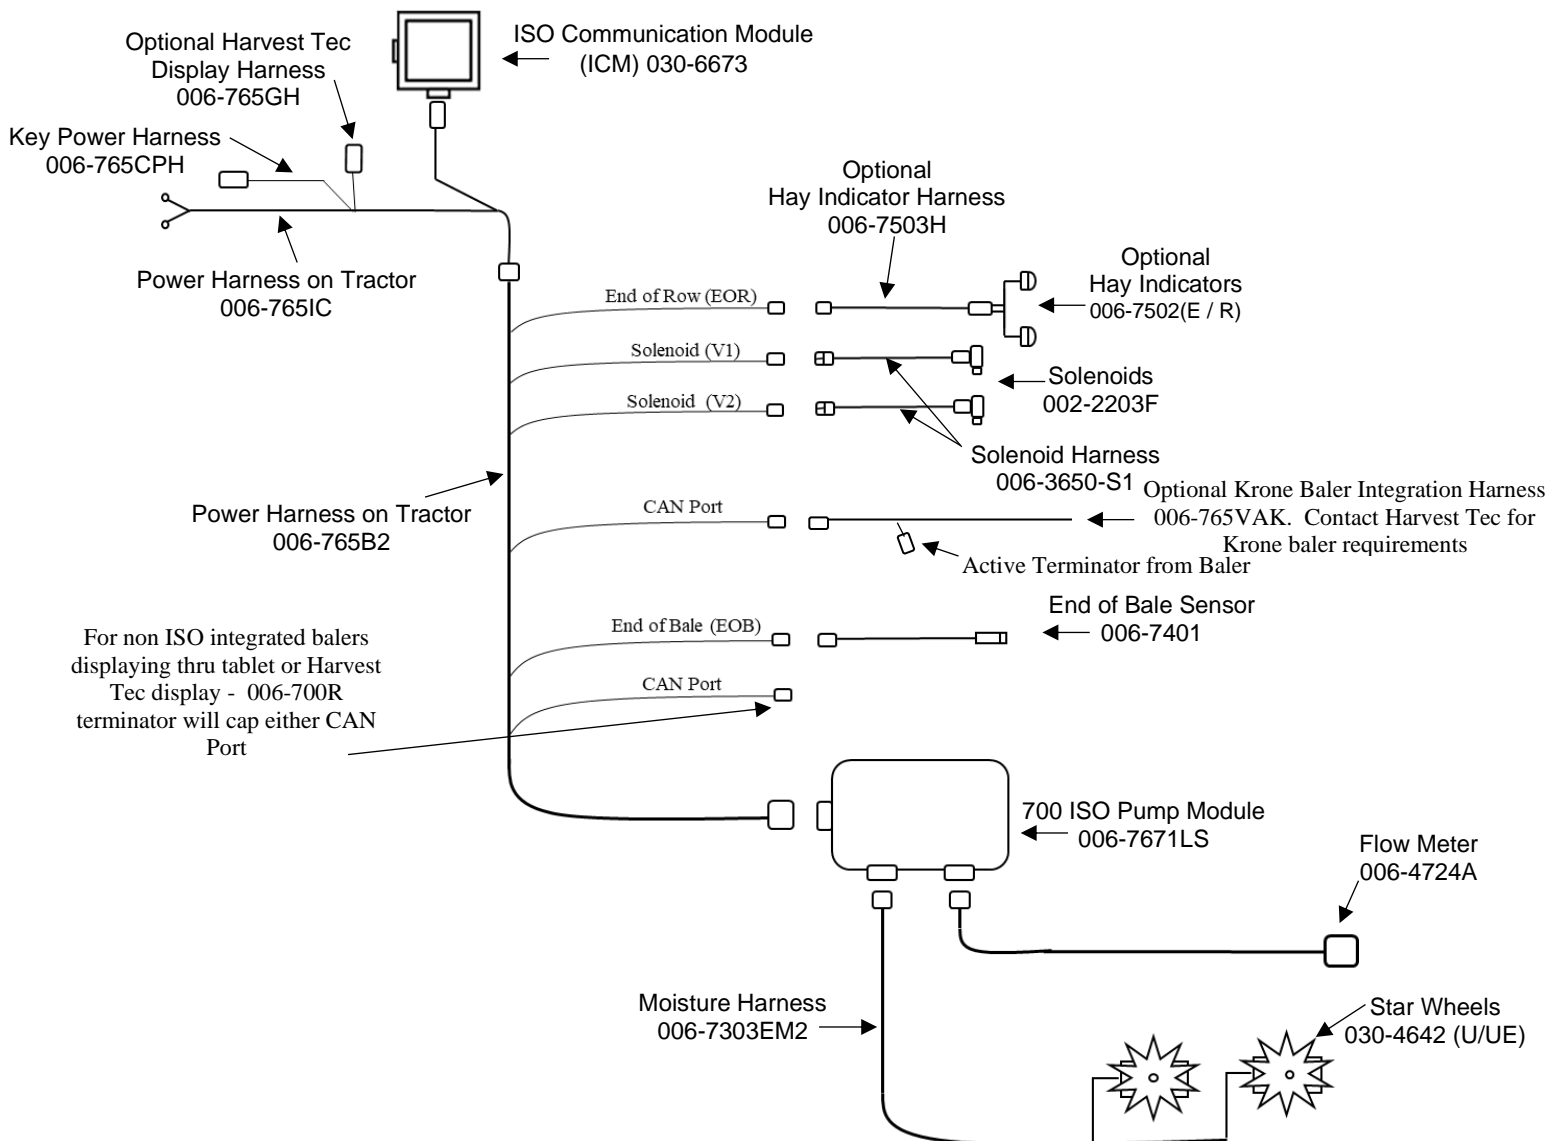 ISO Communication Module
(ICM) 030-6673
Optional Harvest Tec
Display Harness
006-765GH
Key Power Harness
006-765CPH
Power Harness on Tractor
006-765IC
Optional
Hay Indicator Harness
006-7503H
Optional
Hay Indicators
006-7502(E / R)
End of Row (EOR)
Solenoid (V1)
Solenoid (V2)
Solenoids
002-2203F
Solenoid Harness
006-3650-S1
Power Harness on Tractor
006-765B2
CAN Port
Optional Krone Baler Integration Harness
006-765VAK. Contact Harvest Tec for
Krone baler requirements
Active Terminator from Baler
End of Bale (EOB)
End of Bale Sensor
006-7401
For non ISO integrated balers
displaying thru tablet or Harvest
Tec display - 006-700R
terminator will cap either CAN
Port
CAN Port
700 ISO Pump Module
006-7671LS
Flow Meter
006-4724A
Moisture Harness
006-7303EM2
Star Wheels
030-4642 (U/UE)